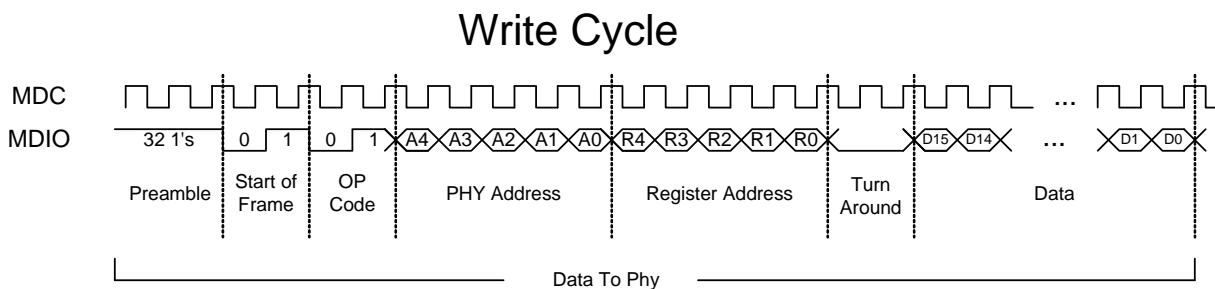 Write Cycle
MDC
...
MDIO
32 1's 0 1 0 1 A4 A3 A2 A1 A0 R4 R3 R2 R1 R0 D15 D14 ... D1 D0
Preamble
Start of
Frame
OP
Code
PHY Address
Register Address
Turn
Around
Data
Data To Phy